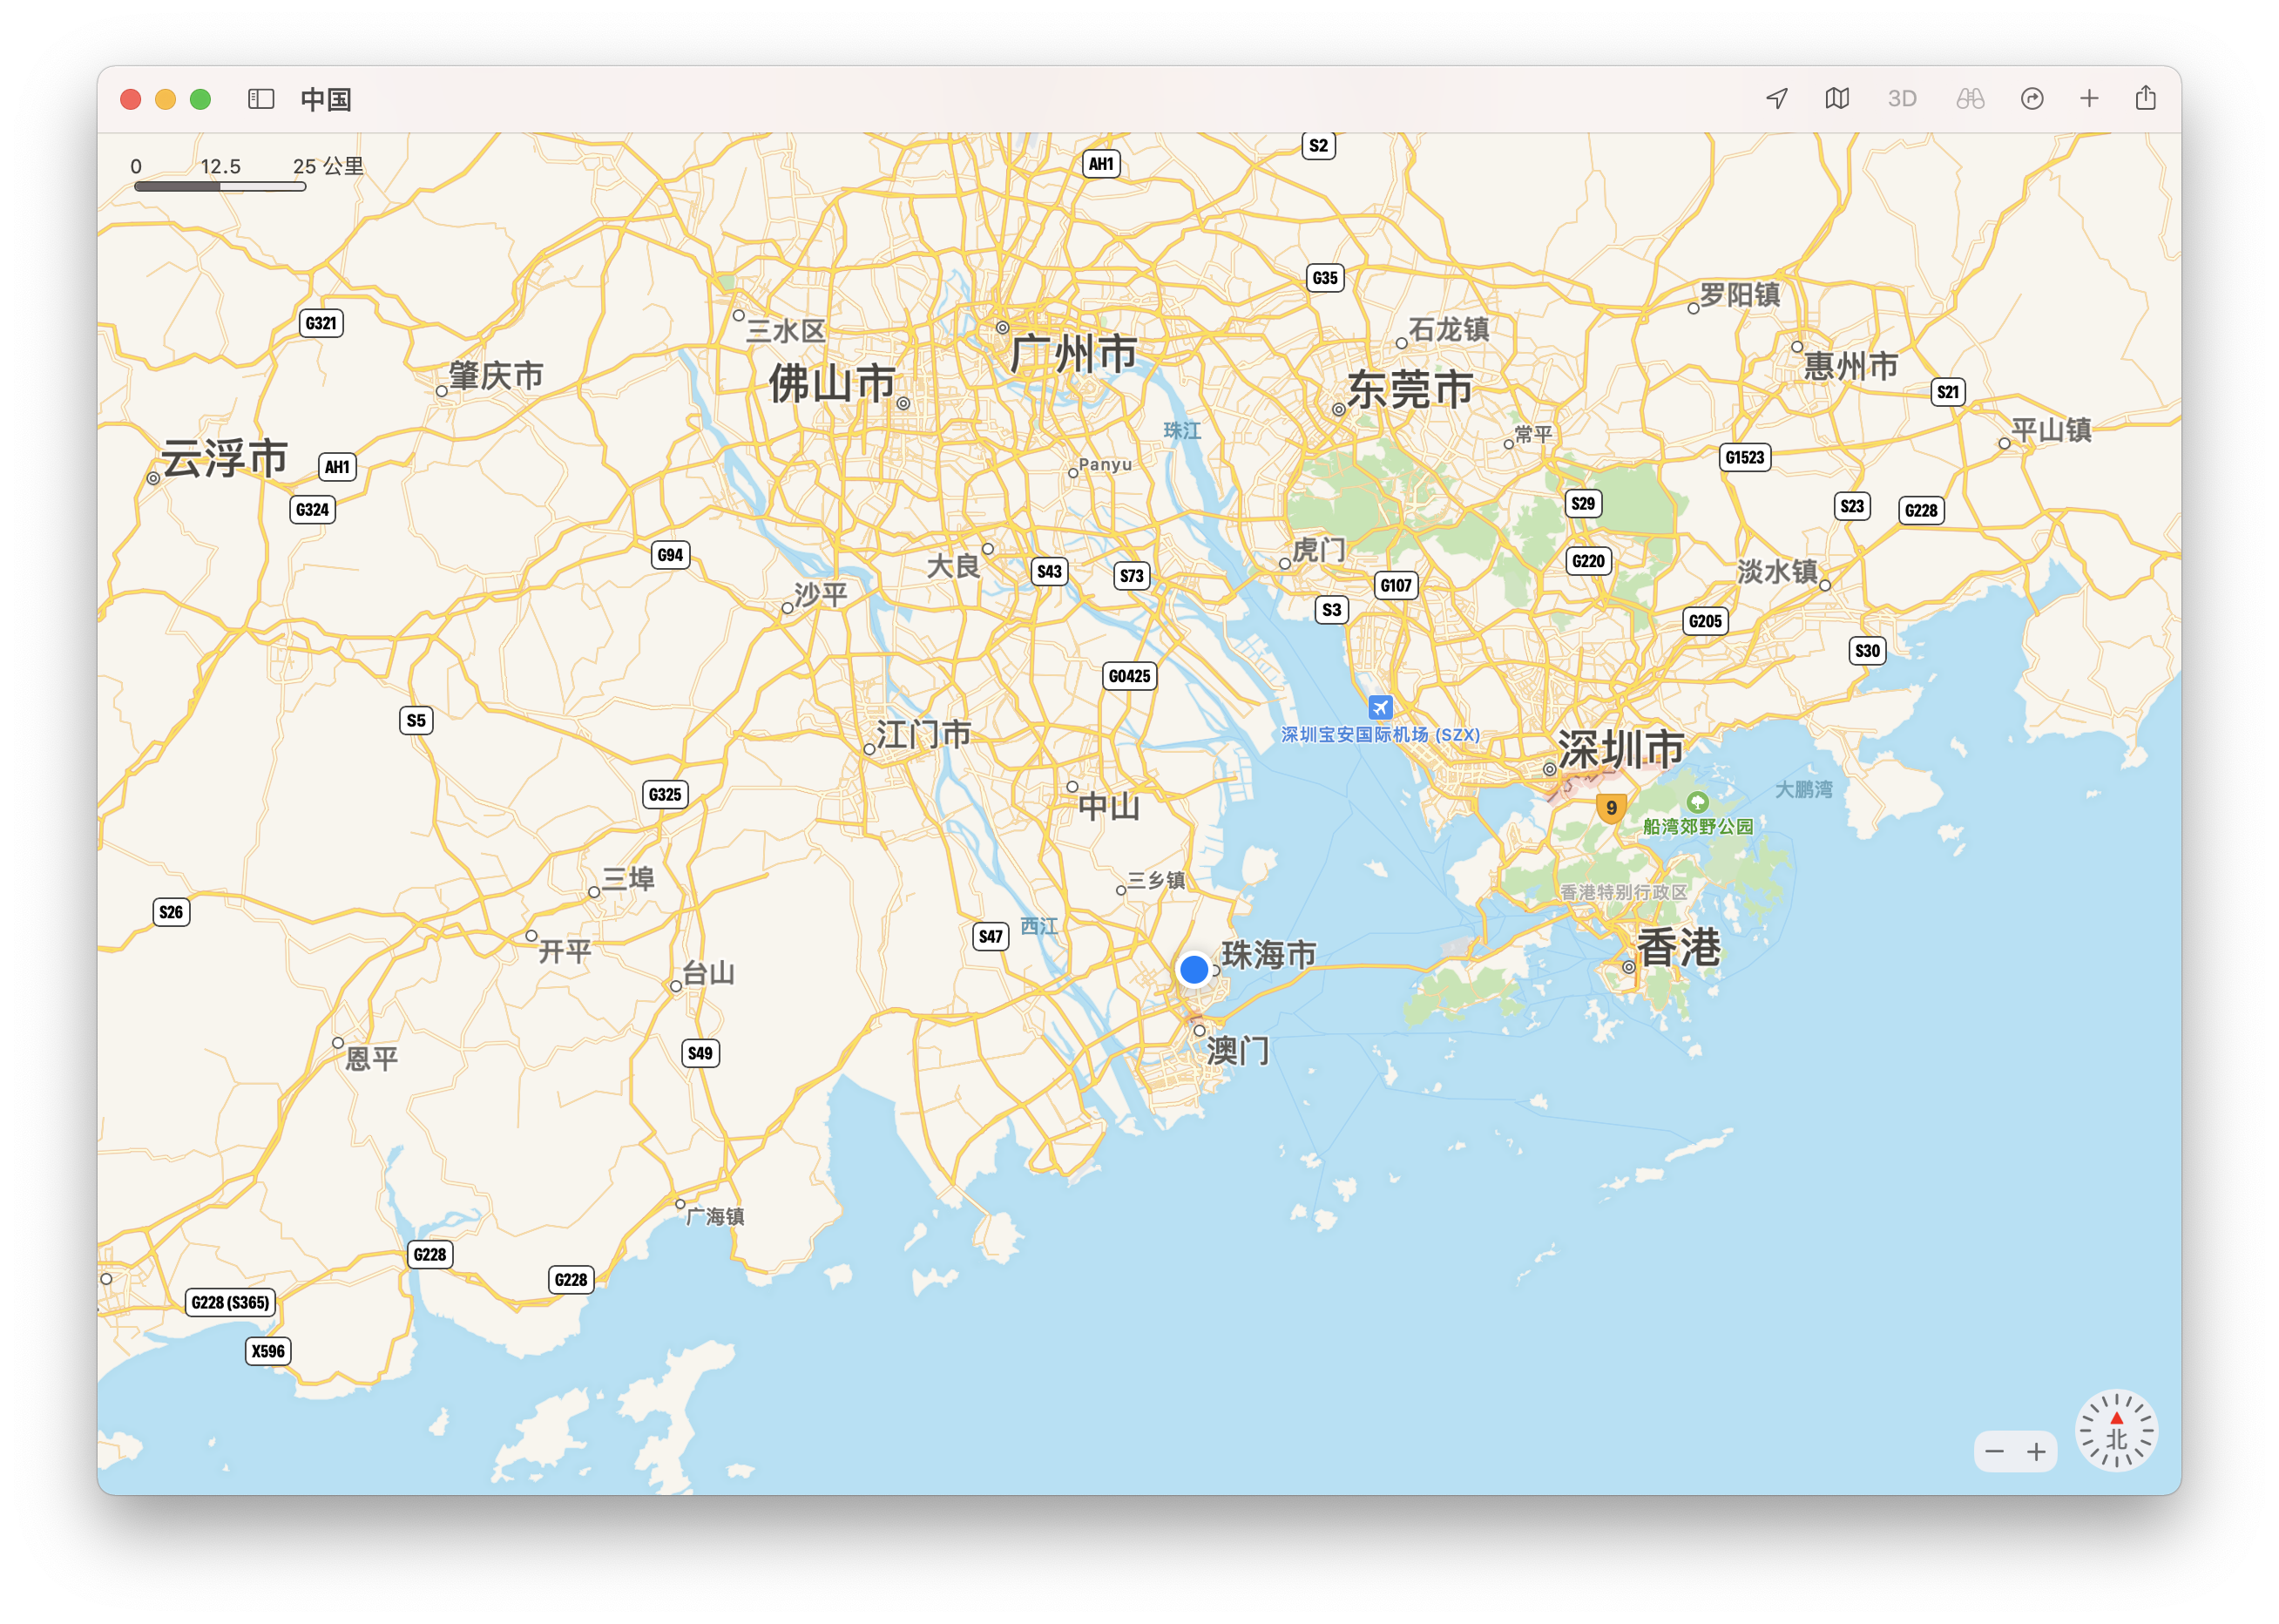 中国
3D
0 12.5 25 公里
AH1
S2
G35
罗阳镇
G321
三水区
广州市
石龙镇
惠州市
肇庆市
佛山市
东莞市
S21
珠江
常平
平山镇
云浮市
AH1
Panyu
G1523
G324
S29
S23
G228
G94
大良
S43
S73
虎门
G107
G220
淡水镇
沙平
S3
G205
S30
G0425
S5
江门市
深圳宝安国际机场 (SZX)
深圳市
G325
中山
9
大鹏湾
船湾郊野公园
三埠
三乡镇
香港特别行政区
S26
西江
S47
开平
珠海市
香港
台山
恩平
S49
澳门
广海镇
G228
G228
G228 (S365)
X596
北